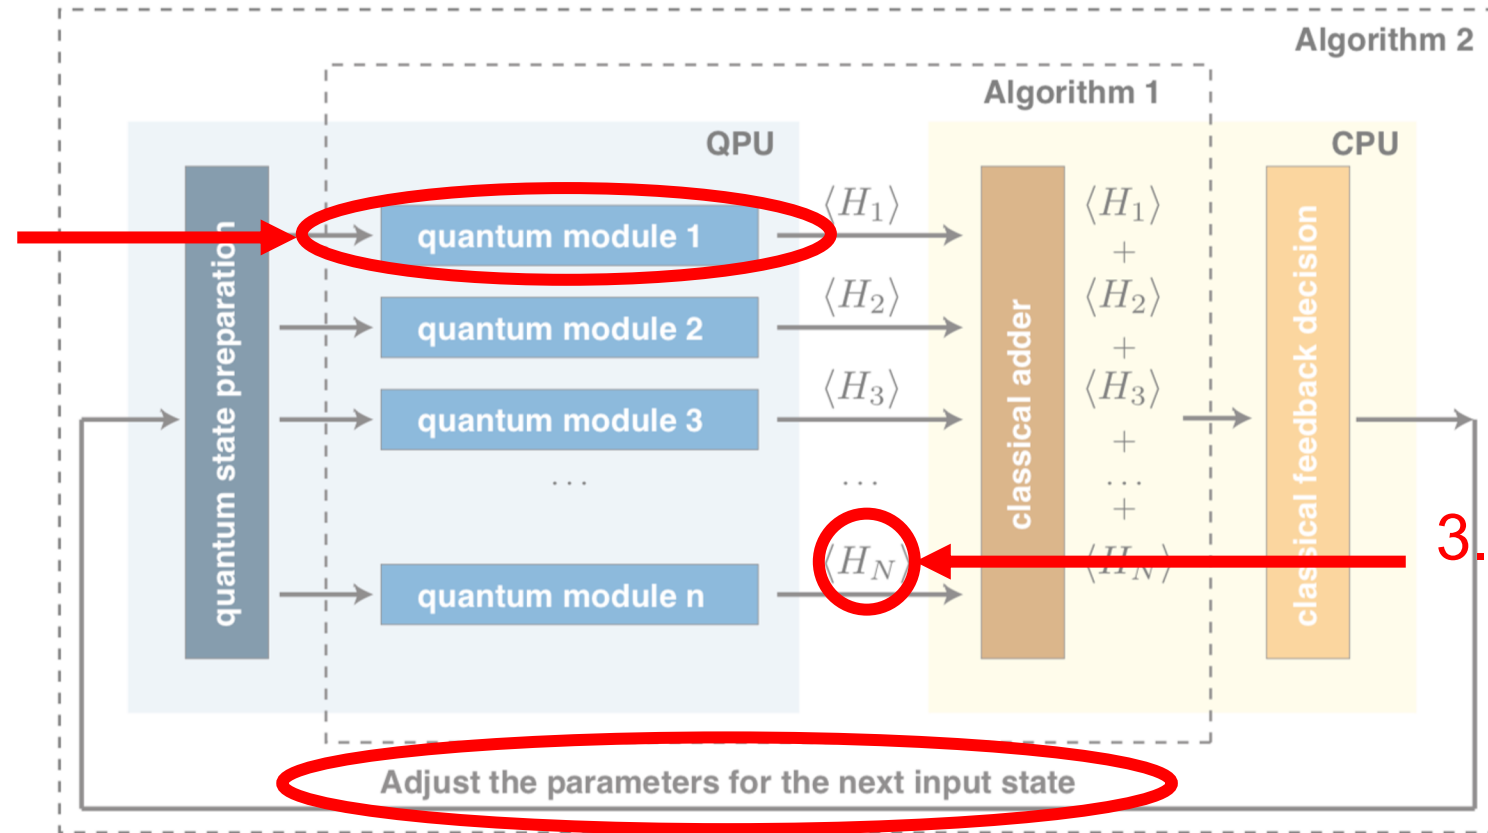 Algorithm 2
Algorithm 1
QPU
CPU
quantum state preparation
quantum module 1
quantum module 2
quantum module 3
...
quantum module n
⟨H₁⟩
⟨H₂⟩
⟨H₃⟩
...
⟨H_N⟩
classical adder
⟨H₁⟩
+
⟨H₂⟩
+
⟨H₃⟩
+
...
+
⟨H_N⟩
classical feedback decision
3.
Adjust the parameters for the next input state